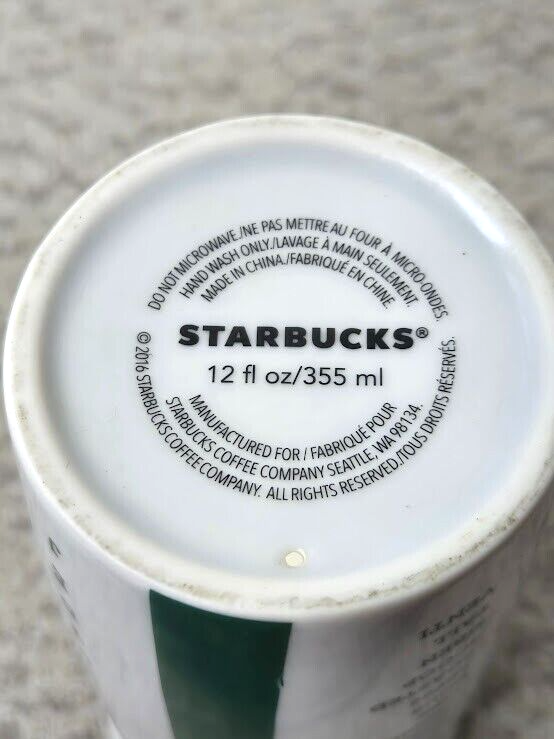 DO NOT MICROWAVE./NE PAS METTRE AU FOUR À MICRO-ONDES.
HAND WASH ONLY./LAVAGE À MAIN SEULEMENT.
MADE IN CHINA./FABRIQUÉ EN CHINE.
STARBUCKS®
12 fl oz/355 ml
MANUFACTURED FOR / FABRIQUÉ POUR
STARBUCKS COFFEE COMPANY SEATTLE, WA 98134.
© 2016 STARBUCKS COFFEE COMPANY. ALL RIGHTS RESERVED./TOUS DROITS RÉSERVÉS.
VENTI
TALL